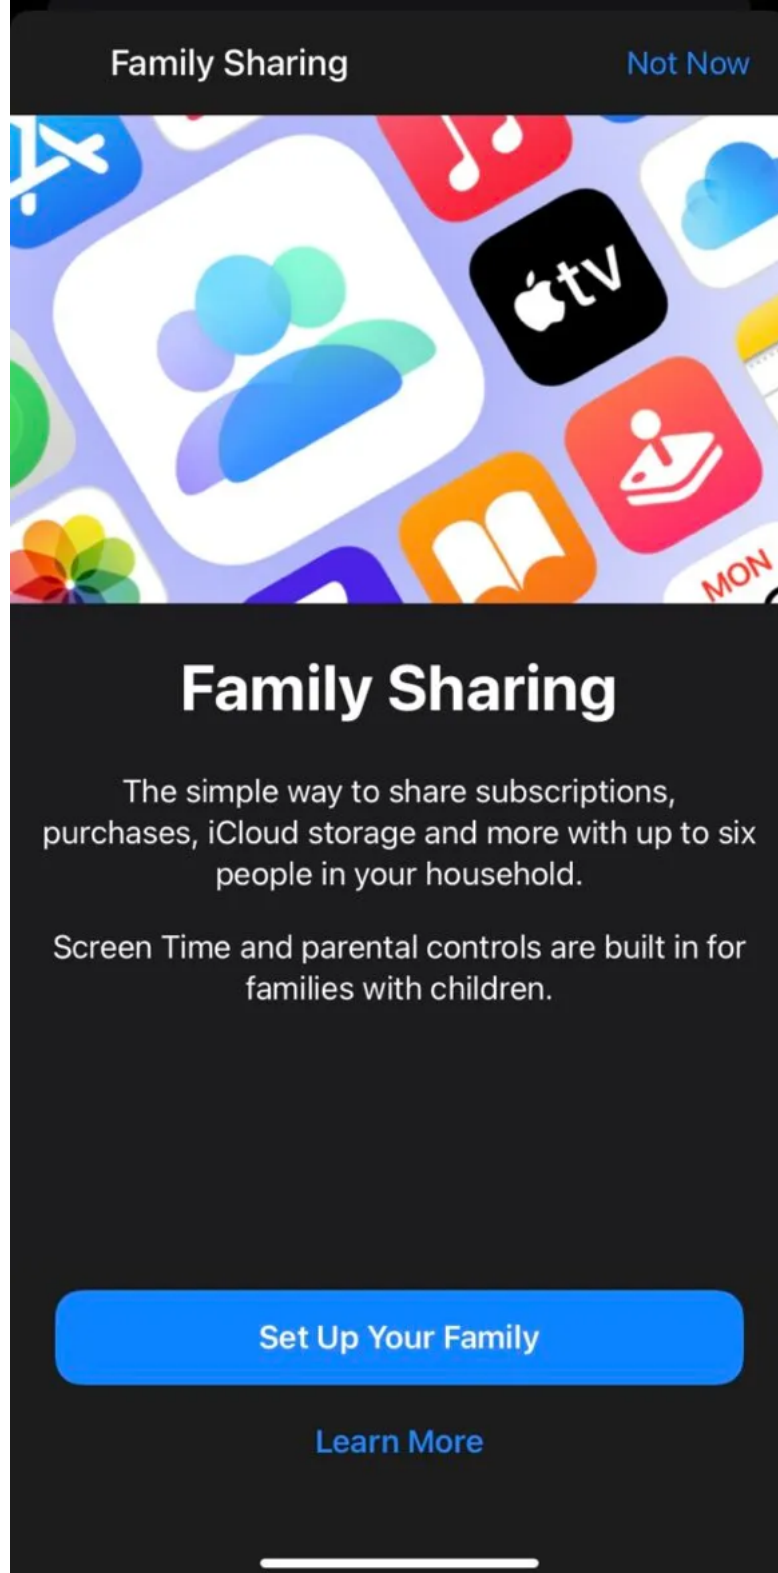 Family Sharing
Not Now
tv
MON
Family Sharing
The simple way to share subscriptions,
purchases, iCloud storage and more with up to six
people in your household.
Screen Time and parental controls are built in for
families with children.
Set Up Your Family
Learn More